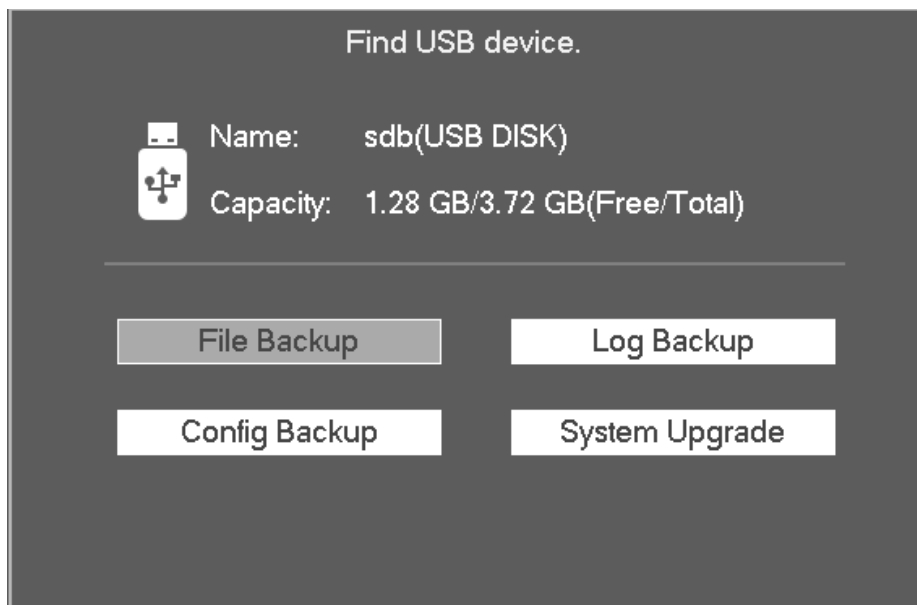 Find USB device.
Name: sdb(USB DISK)
Capacity: 1.28 GB/3.72 GB(Free/Total)
File Backup Log Backup
Config Backup System Upgrade